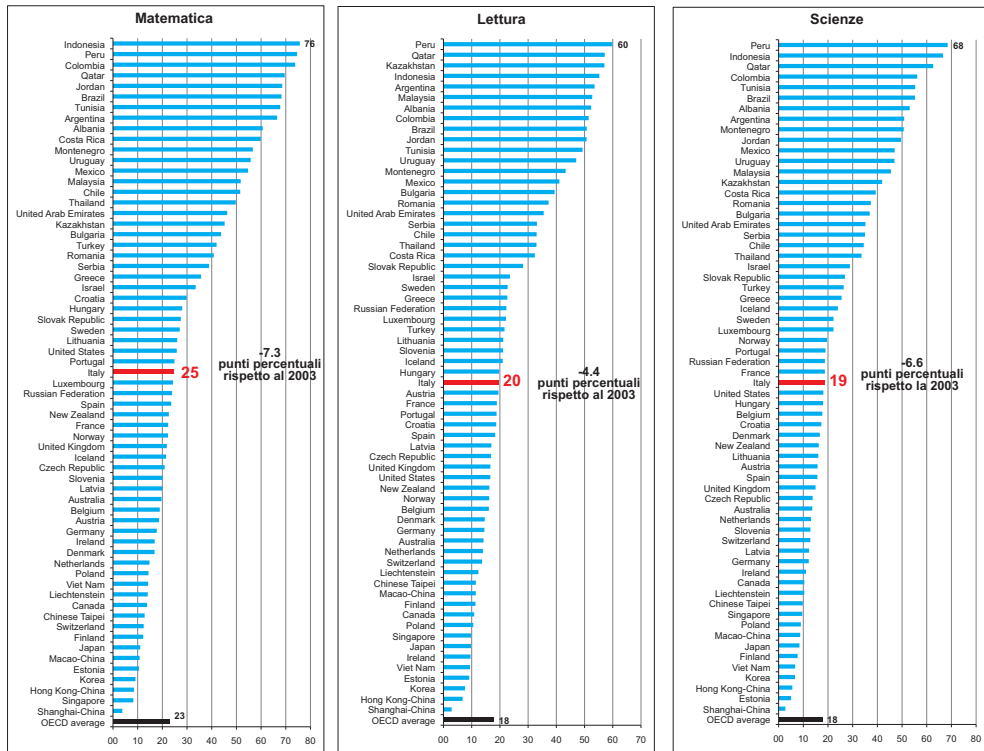 Matematica
Indonesia
76
Peru
Colombia
Qatar
Jordan
Brazil
Tunisia
Argentina
Albania
Costa Rica
Montenegro
Uruguay
Mexico
Malaysia
Chile
Thailand
United Arab Emirates
Kazakhstan
Bulgaria
Turkey
Romania
Serbia
Greece
Israel
Croatia
Hungary
Slovak Republic
Sweden
Lithuania
United States
Portugal
Italy
25
-7.3
punti percentuali
rispetto al 2003
Luxembourg
Russian Federation
Spain
New Zealand
France
Norway
United Kingdom
Iceland
Czech Republic
Slovenia
Latvia
Australia
Belgium
Austria
Germany
Ireland
Denmark
Netherlands
Poland
Viet Nam
Liechtenstein
Canada
Chinese Taipei
Switzerland
Finland
Japan
Macao-China
Estonia
Korea
Hong Kong-China
Singapore
Shanghai-China
OECD average
23
00 10 20 30 40 50 60 70 80
Lettura
Peru
60
Qatar
Kazakhstan
Indonesia
Argentina
Malaysia
Albania
Colombia
Brazil
Jordan
Tunisia
Uruguay
Montenegro
Mexico
Bulgaria
Romania
United Arab Emirates
Serbia
Chile
Thailand
Costa Rica
Slovak Republic
Israel
Sweden
Greece
Russian Federation
Luxembourg
Turkey
Lithuania
Slovenia
Iceland
Hungary
Italy
20
-4.4
punti percentuali
rispetto al 2003
Austria
France
Portugal
Croatia
Spain
Latvia
Czech Republic
United Kingdom
United States
New Zealand
Norway
Belgium
Denmark
Germany
Australia
Netherlands
Switzerland
Liechtenstein
Chinese Taipei
Macao-China
Finland
Canada
Poland
Singapore
Japan
Ireland
Viet Nam
Estonia
Korea
Hong Kong-China
Shanghai-China
OECD average
18
00 10 20 30 40 50 60 70
Scienze
Peru
68
Indonesia
Qatar
Colombia
Tunisia
Brazil
Albania
Argentina
Montenegro
Jordan
Mexico
Uruguay
Malaysia
Kazakhstan
Costa Rica
Romania
Bulgaria
United Arab Emirates
Serbia
Chile
Thailand
Israel
Slovak Republic
Turkey
Greece
Iceland
Sweden
Luxembourg
Norway
Portugal
Russian Federation
France
Italy
19
-6.6
punti percentuali
rispetto la 2003
United States
Hungary
Belgium
Croatia
Denmark
New Zealand
Lithuania
Austria
Spain
United Kingdom
Czech Republic
Australia
Netherlands
Slovenia
Switzerland
Latvia
Germany
Ireland
Canada
Liechtenstein
Chinese Taipei
Singapore
Poland
Macao-China
Japan
Finland
Viet Nam
Korea
Hong Kong-China
Estonia
Shanghai-China
OECD average
18
00 10 20 30 40 50 60 70 80